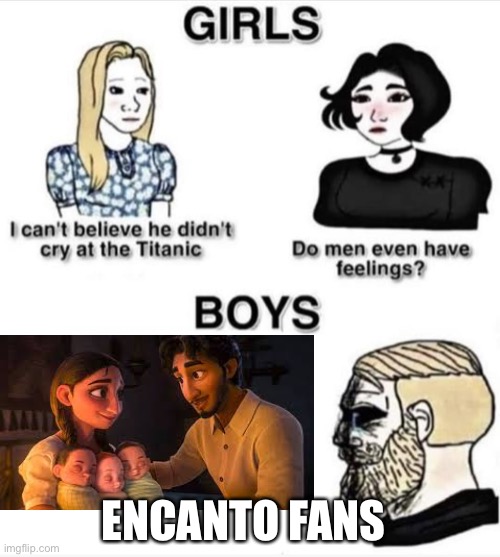 GIRLS
I can't believe he didn't
cry at the Titanic
Do men even have
feelings?
BOYS
ENCANTO FANS
imgflip.com